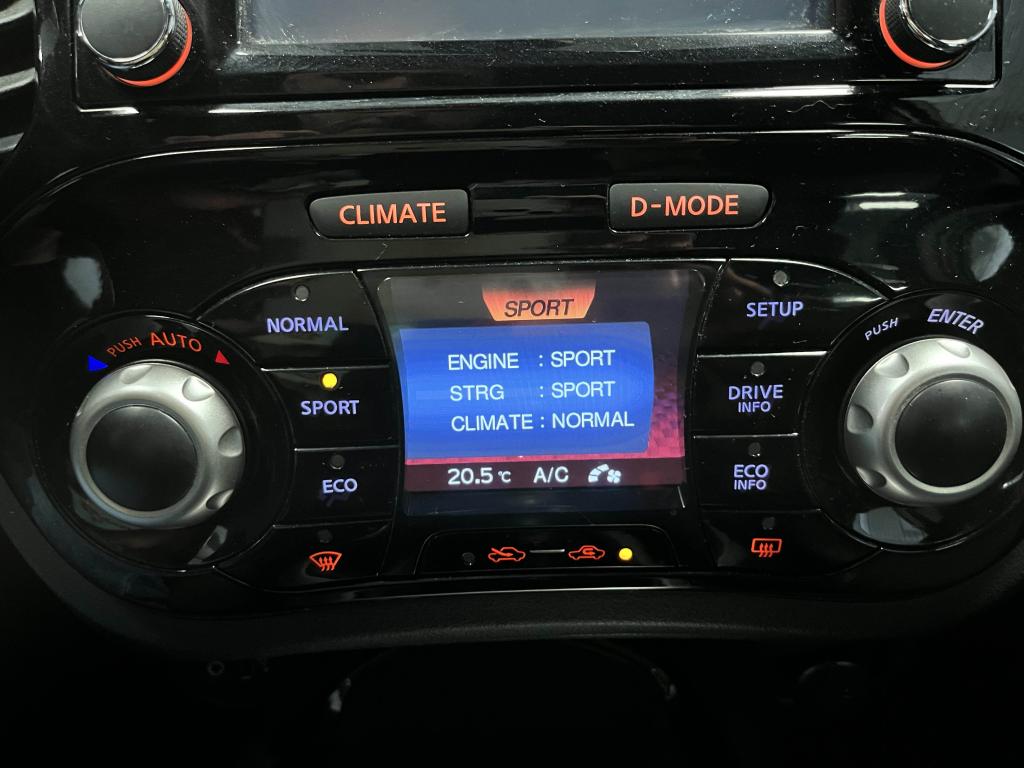 CLIMATE
D-MODE
NORMAL
SPORT
SETUP
PUSH ENTER
PUSH AUTO
ENGINE : SPORT
STRG : SPORT
CLIMATE : NORMAL
SPORT
DRIVE
INFO
ECO
ECO
INFO
20.5 ℃ A/C